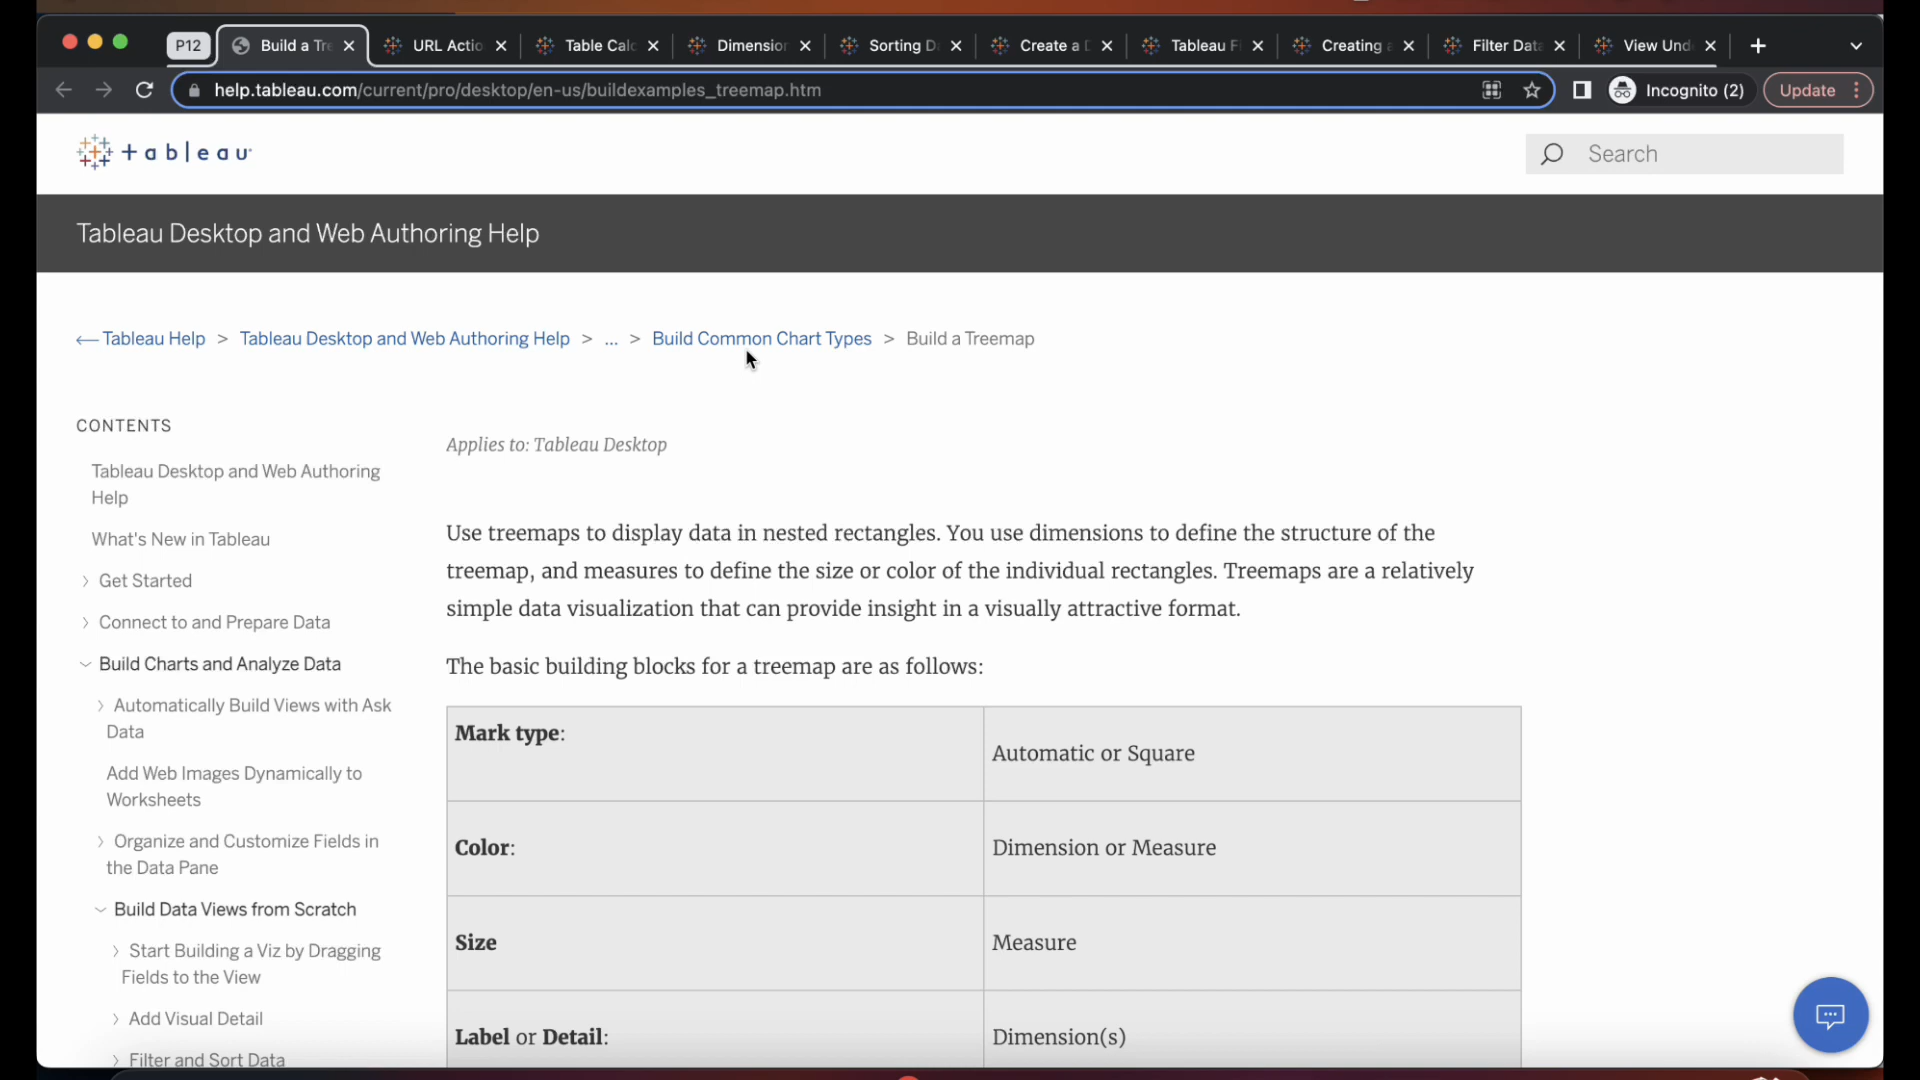 P12
Build a Tre
URL Actio
Table Calc
Dimension
Sorting D
Create a D
Tableau F
Creating a
Filter Data
View Und
help.tableau.com/current/pro/desktop/en-us/buildexamples_treemap.htm
Incognito (2)
Update
+ableau
Search
Tableau Desktop and Web Authoring Help
Tableau Help > Tableau Desktop and Web Authoring Help > ... > Build Common Chart Types > Build a Treemap
CONTENTS
Tableau Desktop and Web Authoring
Help
What's New in Tableau
Get Started
Connect to and Prepare Data
Build Charts and Analyze Data
Automatically Build Views with Ask
Data
Add Web Images Dynamically to
Worksheets
Organize and Customize Fields in
the Data Pane
Build Data Views from Scratch
Start Building a Viz by Dragging
Fields to the View
Add Visual Detail
Filter and Sort Data
Applies to: Tableau Desktop
Use treemaps to display data in nested rectangles. You use dimensions to define the structure of the
treemap, and measures to define the size or color of the individual rectangles. Treemaps are a relatively
simple data visualization that can provide insight in a visually attractive format.
The basic building blocks for a treemap are as follows:
Mark type:
Automatic or Square
Color:
Dimension or Measure
Size
Measure
Label or Detail:
Dimension(s)